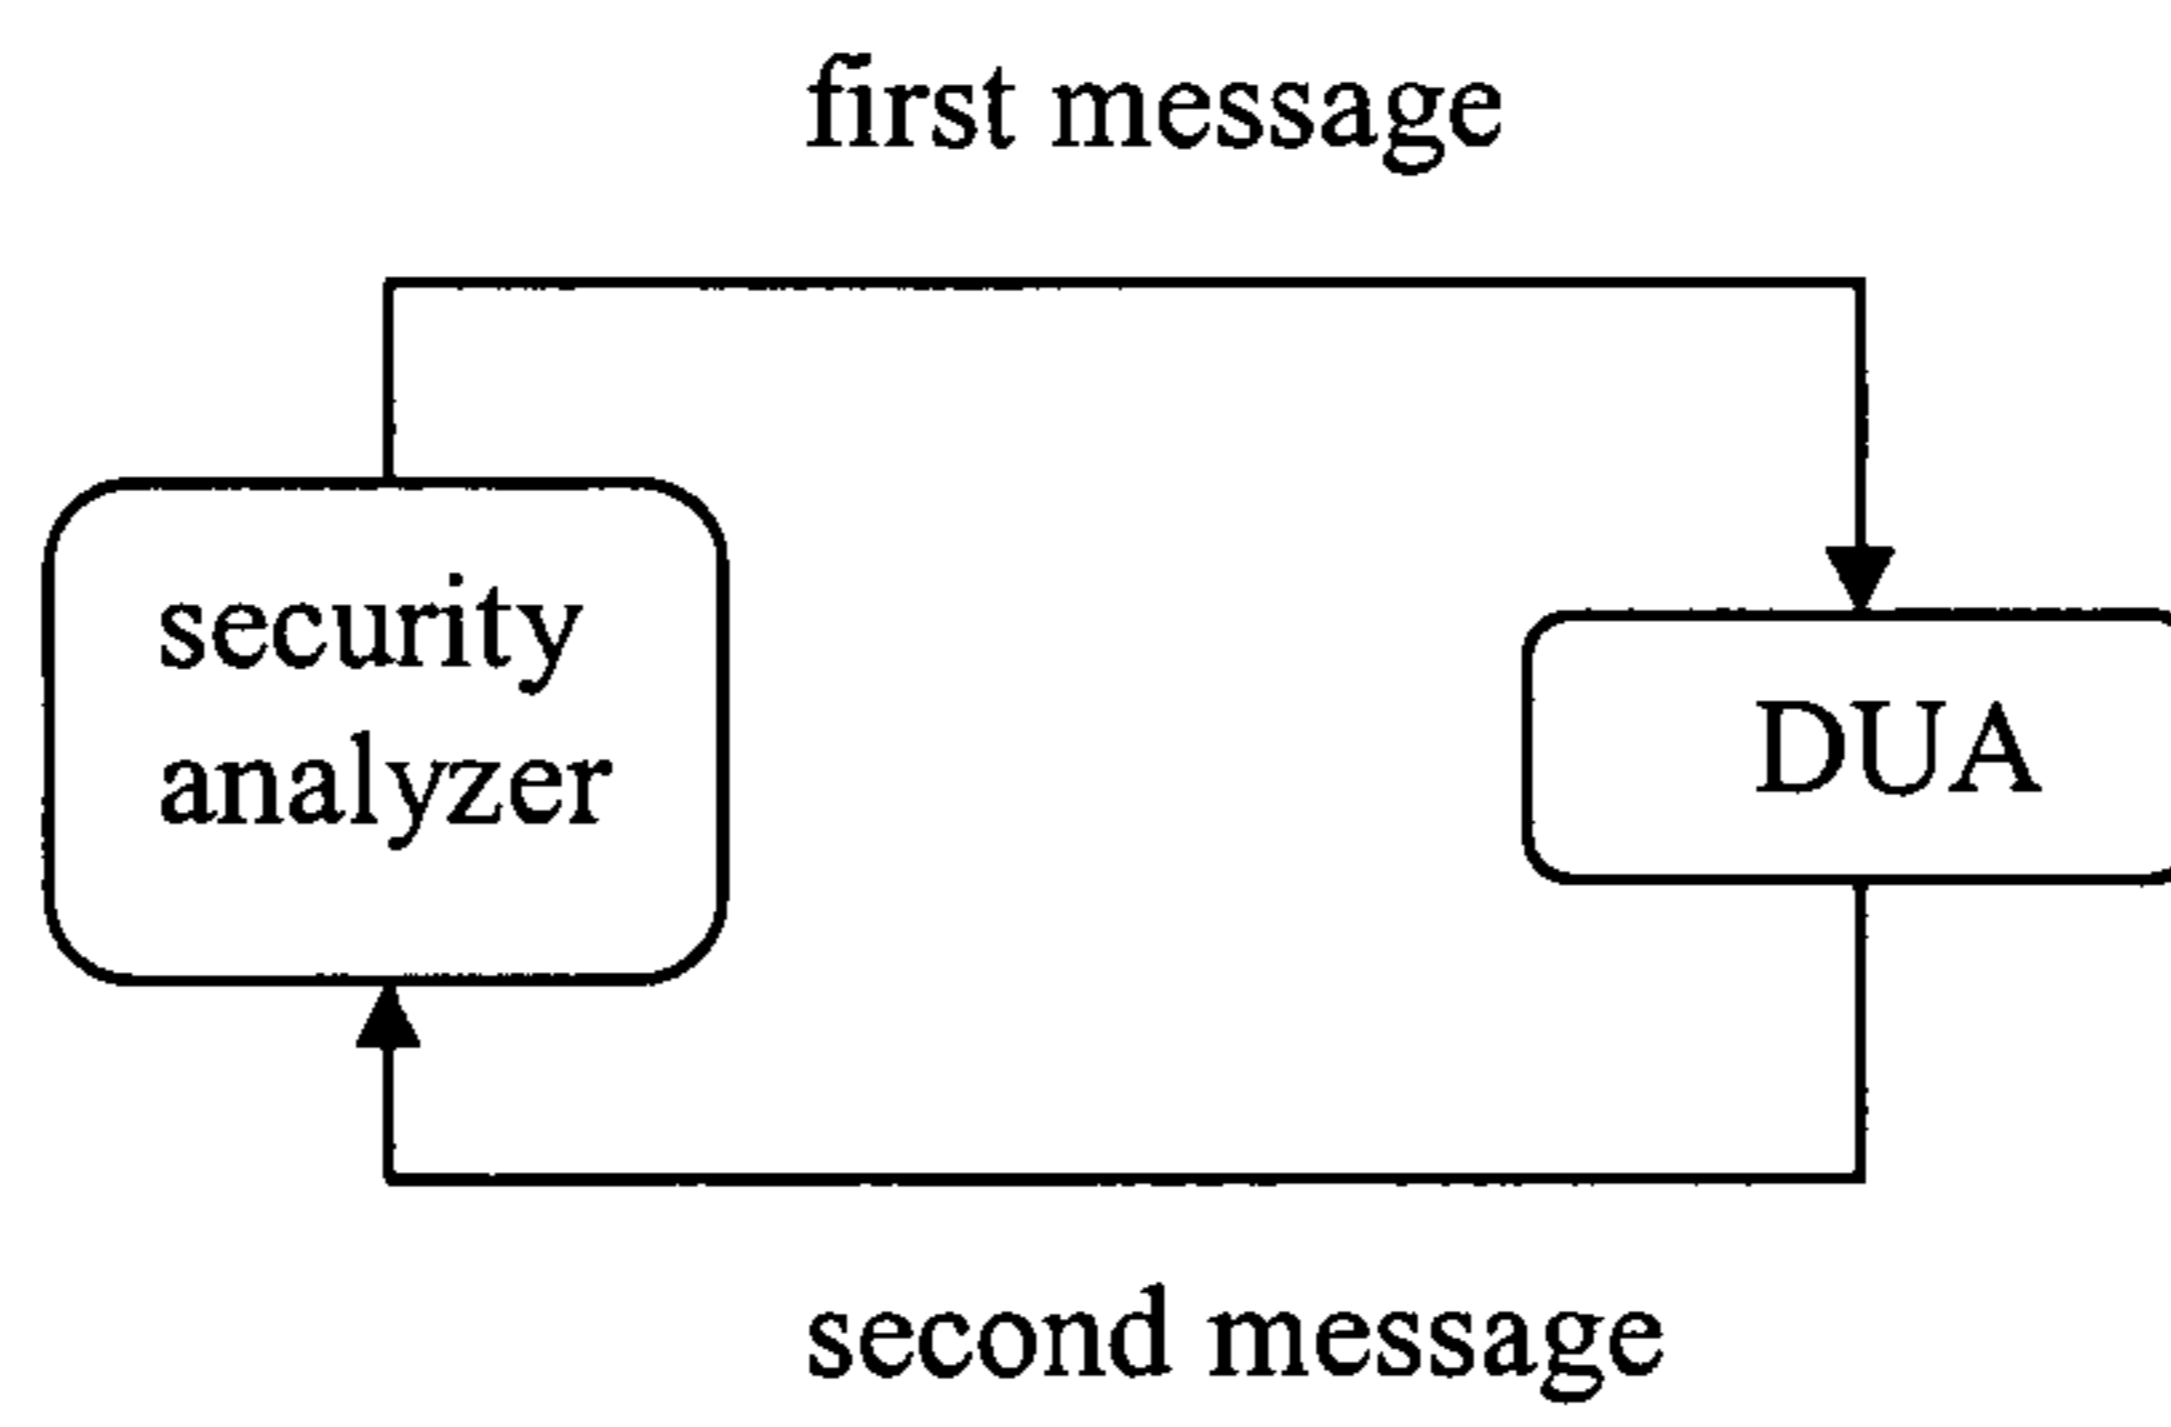 first message
security
analyzer
DUA
second message